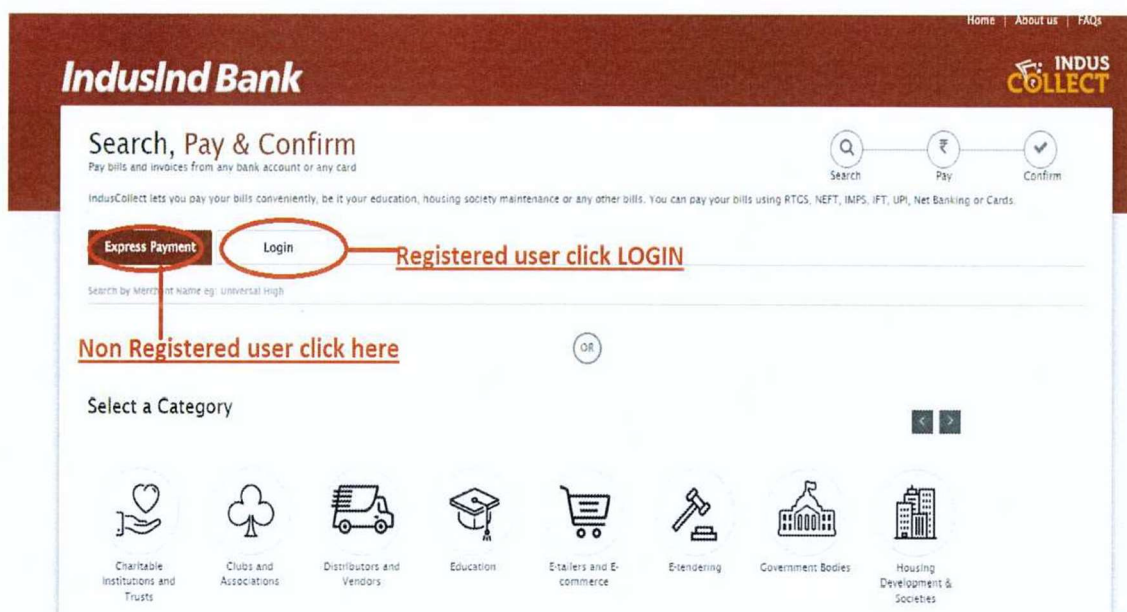 Home | About us | FAQs
IndusInd Bank
INDUS
COLLECT
Search, Pay & Confirm
Pay bills and invoices from any bank account or any card
Search
Pay
Confirm
IndusCollect lets you pay your bills conveniently, be it your education, housing society maintenance or any other bills. You can pay your bills using RTGS, NEFT, IMPS, IFT, UPI, Net Banking or Cards.
Express Payment
Login
Registered user click LOGIN
Search by Merchant Name eg: Universal High
Non Registered user click here
OR
Select a Category
< >
Charitable
Institutions and
Trusts
Clubs and
Associations
Distributors and
Vendors
Education
E-tailers and E-
commerce
E-tendering
Government Bodies
Housing
Development &
Societies